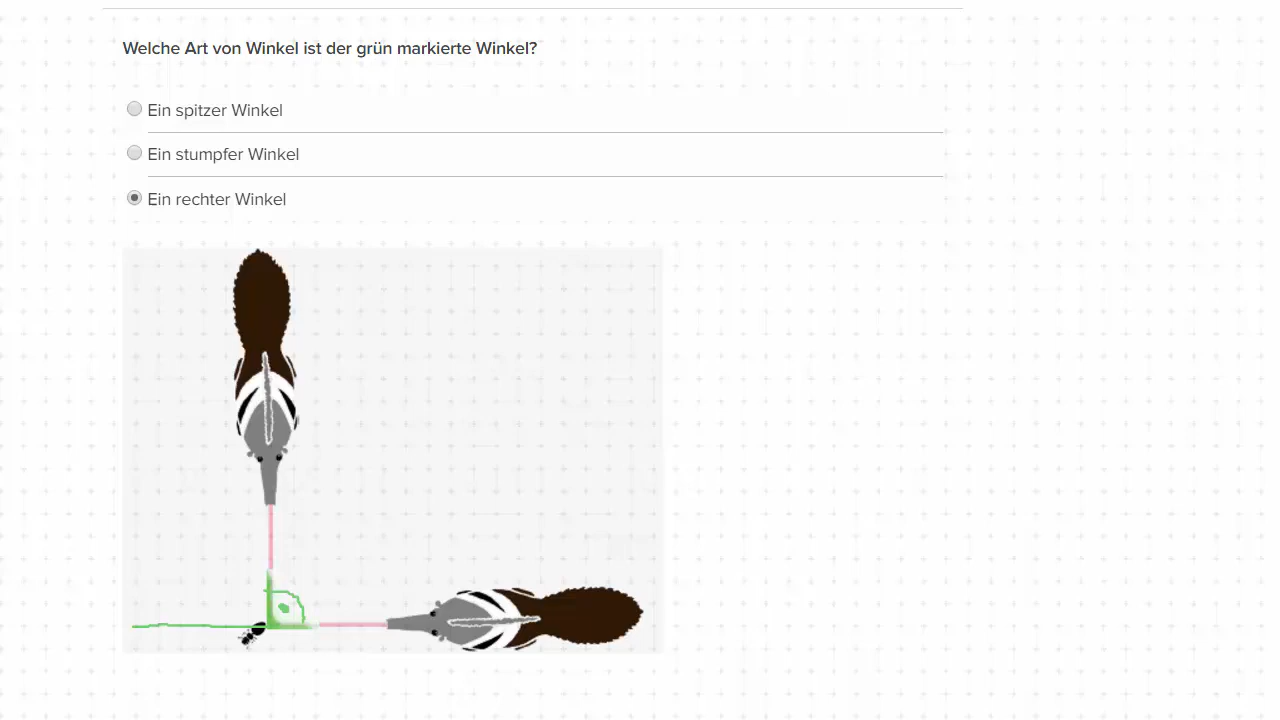 Welche Art von Winkel ist der grün markierte Winkel?
Ein spitzer Winkel
Ein stumpfer Winkel
Ein rechter Winkel